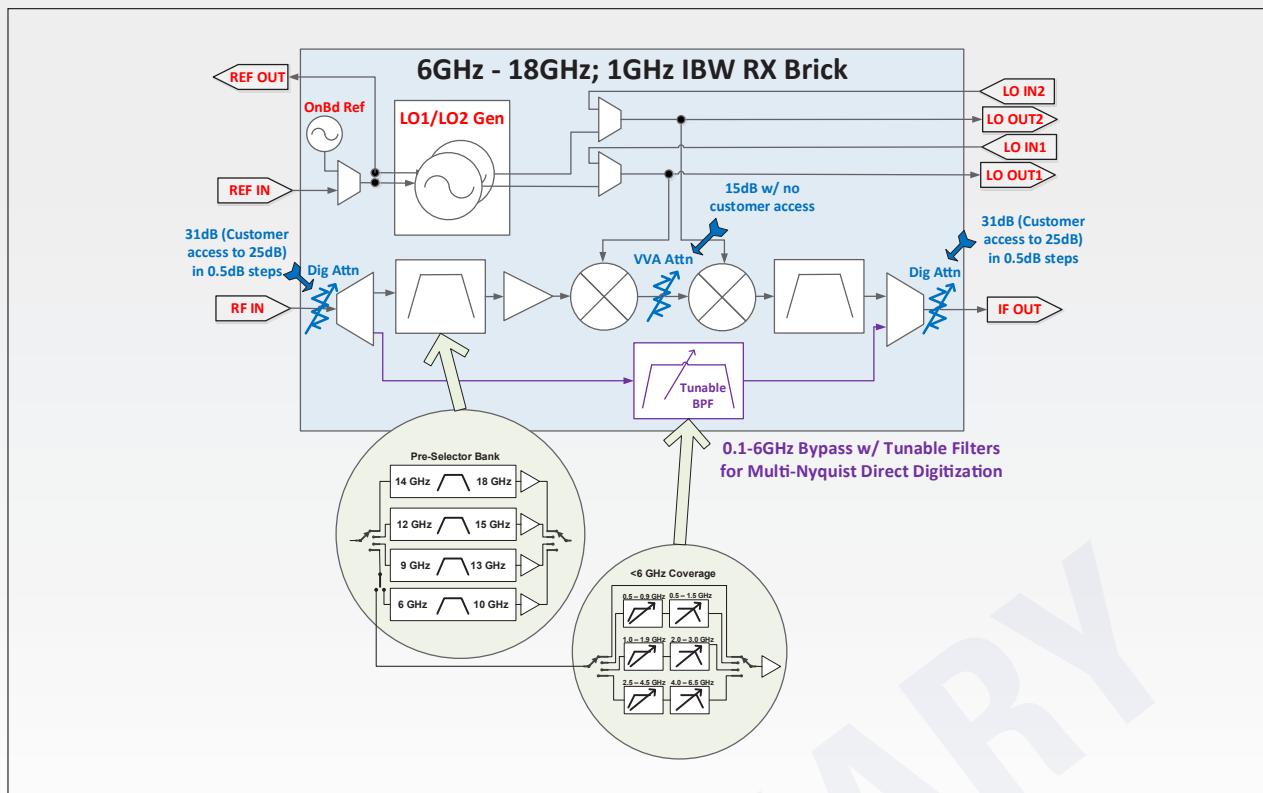 6GHz - 18GHz; 1GHz IBW RX Brick
REF OUT
OnBd Ref
LO1/LO2 Gen
LO IN2
LO OUT2
LO IN1
LO OUT1
REF IN
15dB w/ no
customer access
31dB (Customer
access to 25dB)
in 0.5dB steps
31dB (Customer
access to 25dB)
in 0.5dB steps
Dig Attn
VVA Attn
Dig Attn
RF IN
IF OUT
Tunable
BPF
0.1-6GHz Bypass w/ Tunable Filters
for Multi-Nyquist Direct Digitization
Pre-Selector Bank
14 GHz 18 GHz
12 GHz 15 GHz
9 GHz 13 GHz
6 GHz 10 GHz
<6 GHz Coverage
0.5 – 0.9 GHz 0.5 – 1.5 GHz
1.0 – 1.9 GHz 2.0 – 3.0 GHz
2.5 – 4.5 GHz 4.0 – 6.5 GHz
ARY